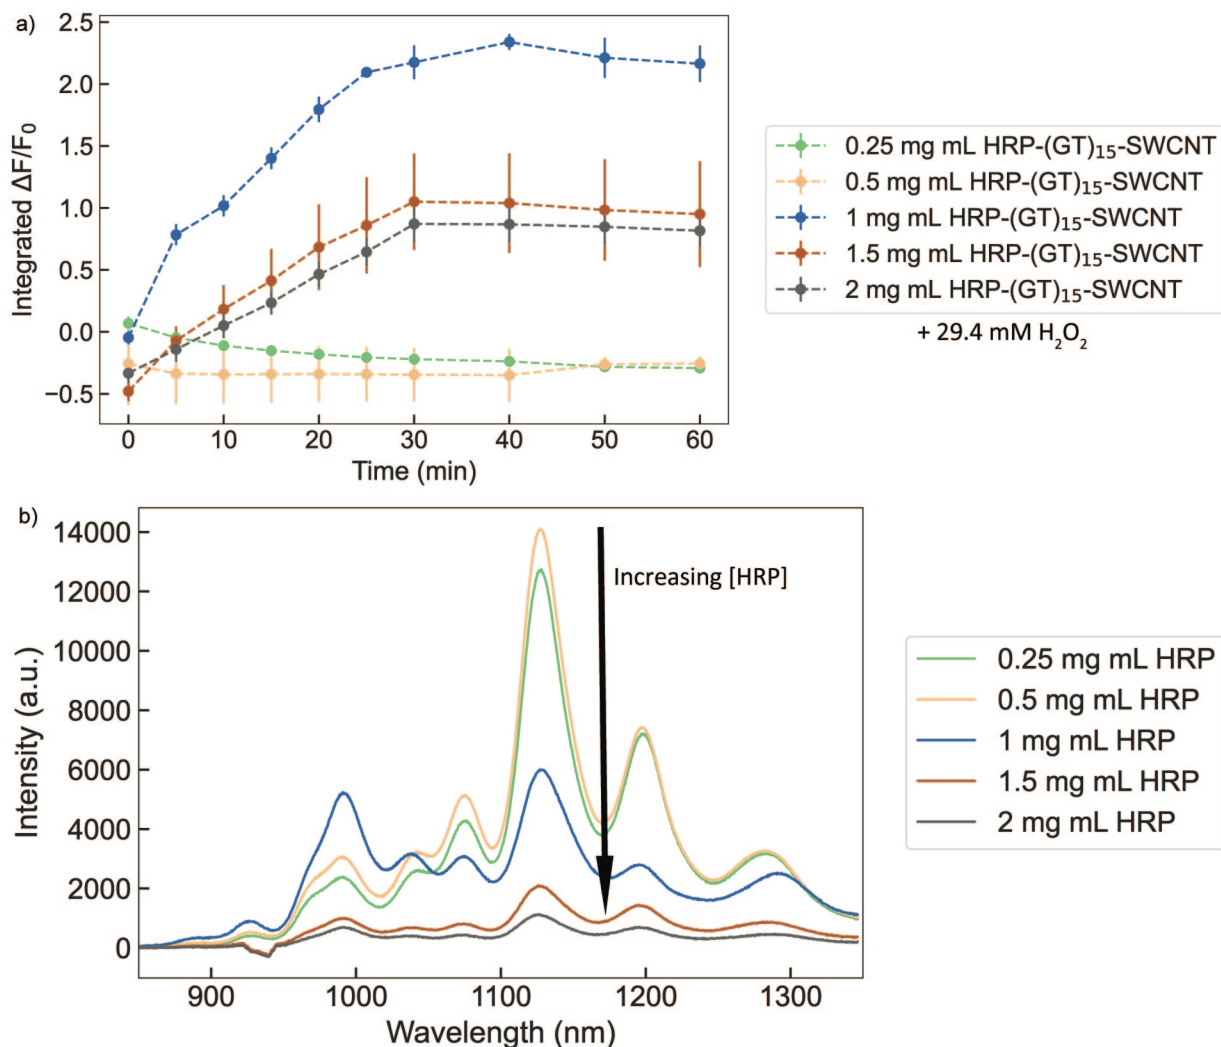 a)
2.5
2.0
1.5
1.0
0.5
0.0
−0.5
Integrated ΔF/F₀
0 10 20 30 40 50 60
Time (min)
0.25 mg mL HRP-(GT)₁₅-SWCNT
0.5 mg mL HRP-(GT)₁₅-SWCNT
1 mg mL HRP-(GT)₁₅-SWCNT
1.5 mg mL HRP-(GT)₁₅-SWCNT
2 mg mL HRP-(GT)₁₅-SWCNT
+ 29.4 mM H₂O₂
b)
14000
12000
10000
8000
6000
4000
2000
0
Intensity (a.u.)
Increasing [HRP]
900 1000 1100 1200 1300
Wavelength (nm)
0.25 mg mL HRP
0.5 mg mL HRP
1 mg mL HRP
1.5 mg mL HRP
2 mg mL HRP